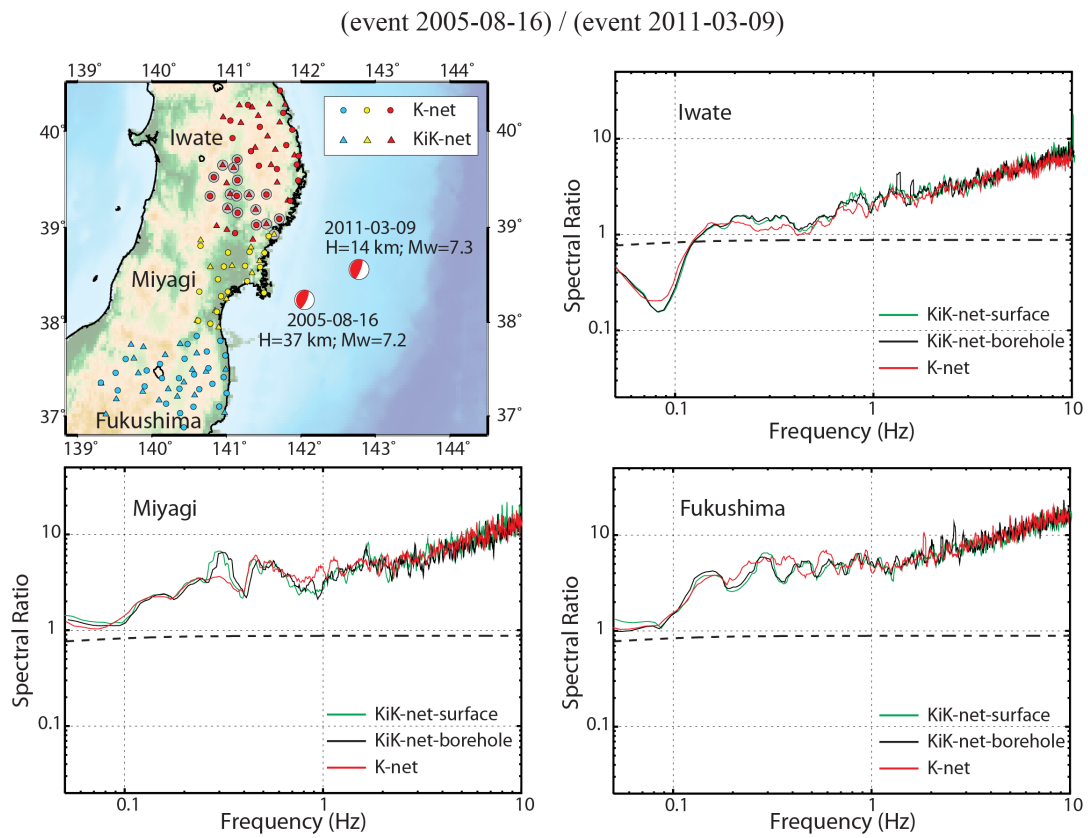 (event 2005-08-16) / (event 2011-03-09)
139° 140° 141° 142° 143° 144°
40° 40°
39° 39°
38° 38°
37° 37°
139° 140° 141° 142° 143° 144°
K-net
KiK-net
Iwate
Miyagi
Fukushima
2011-03-09
H=14 km; Mw=7.3
2005-08-16
H=37 km; Mw=7.2
Iwate
Spectral Ratio
10
1
0.1
KiK-net-surface
KiK-net-borehole
K-net
0.1 1 10
Frequency (Hz)
Miyagi
Spectral Ratio
10
1
0.1
KiK-net-surface
KiK-net-borehole
K-net
0.1 1 10
Frequency (Hz)
Fukushima
Spectral Ratio
10
1
0.1
KiK-net-surface
KiK-net-borehole
K-net
0.1 1 10
Frequency (Hz)